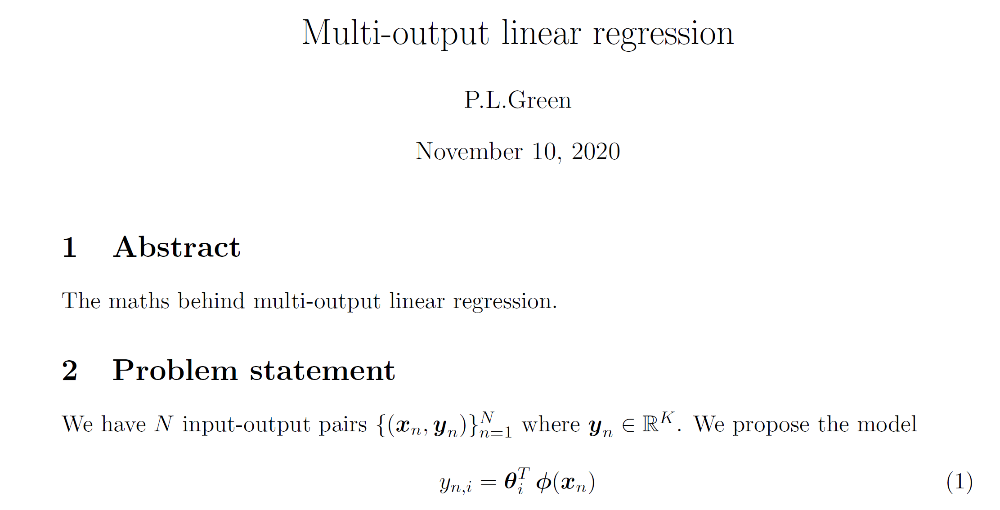 Multi-output linear regression
P.L.Green
November 10, 2020
1 Abstract
The maths behind multi-output linear regression.
2 Problem statement
We have $N$ input-output pairs $\{(\boldsymbol{x}_n, \boldsymbol{y}_n)\}_{n=1}^{N}$ where $\boldsymbol{y}_n \in \mathbb{R}^K$. We propose the model
$y_{n,i} = \boldsymbol{\theta}_i^T \boldsymbol{\phi}(\boldsymbol{x}_n)$ (1)